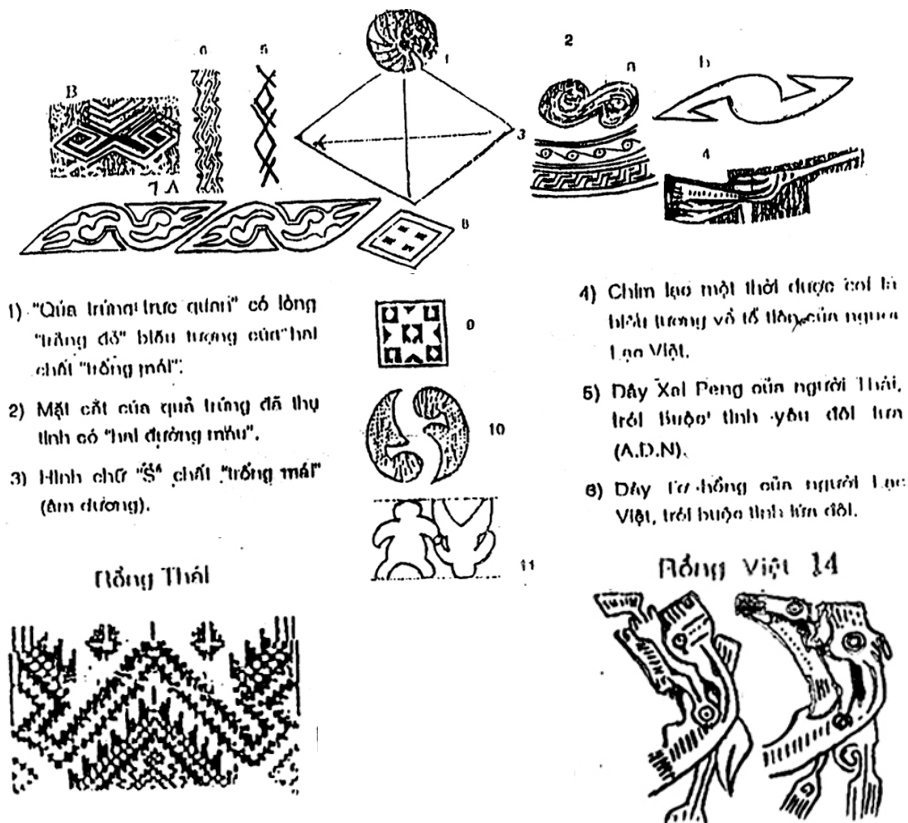 6
5
1
2
a
b
B
3
4
7A
8
1) "Qủa trứng trực quan" có lòng
"trắng đỏ" biểu tượng của "hai
chất "trống mái";
2) Mặt cắt của quả trứng đã thụ
tinh có "hai đường máu".
3) Hình chữ "S" chất "trống mái"
(âm dương).
9
10
11
4) Chim lạc một thời được coi là
biểu tượng về tổ tiên của người
Lạc Việt.
5) Dây Xai Peng của người Thái,
trói buộc tình yêu đôi lứa
(A.D.N).
6) Dây Tơ hồng của người Lạc
Việt, trói buộc tình lứa đôi.
Rồng Thái
Rồng Việt 14